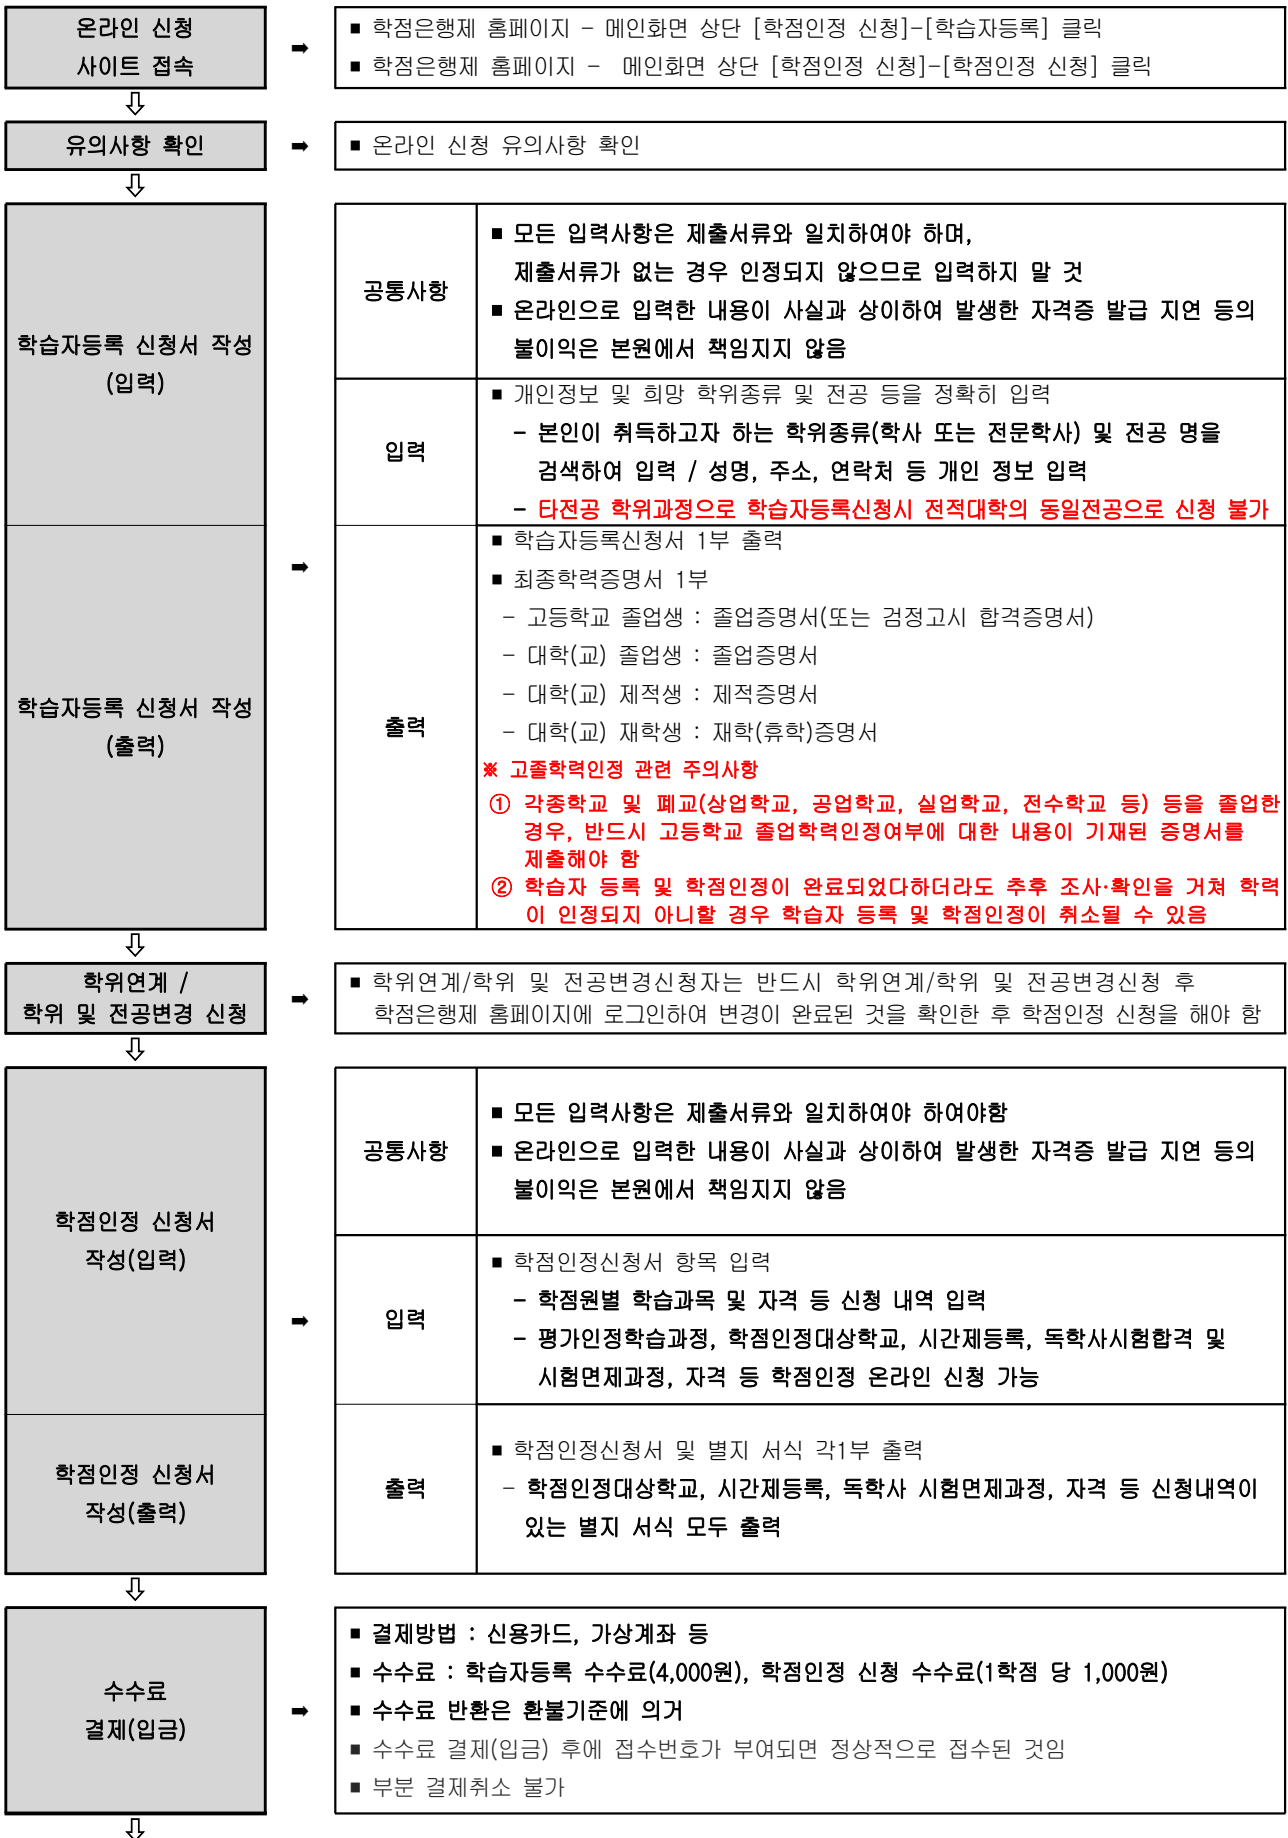 온라인 신청
사이트 접속
➡
■ 학점은행제 홈페이지 - 메인화면 상단 [학점인정 신청]-[학습자등록] 클릭
■ 학점은행제 홈페이지 - 메인화면 상단 [학점인정 신청]-[학점인정 신청] 클릭
⇩
유의사항 확인
➡
■ 온라인 신청 유의사항 확인
⇩
학습자등록 신청서 작성
(입력)
공통사항
■ 모든 입력사항은 제출서류와 일치하여야 하며,
제출서류가 없는 경우 인정되지 않으므로 입력하지 말 것
■ 온라인으로 입력한 내용이 사실과 상이하여 발생한 자격증 발급 지연 등의
불이익은 본원에서 책임지지 않음
입력
■ 개인정보 및 희망 학위종류 및 전공 등을 정확히 입력
- 본인이 취득하고자 하는 학위종류(학사 또는 전문학사) 및 전공 명을
검색하여 입력 / 성명, 주소, 연락처 등 개인 정보 입력
- 타전공 학위과정으로 학습자등록신청시 전적대학의 동일전공으로 신청 불가
➡
학습자등록 신청서 작성
(출력)
출력
■ 학습자등록신청서 1부 출력
■ 최종학력증명서 1부
- 고등학교 졸업생 : 졸업증명서(또는 검정고시 합격증명서)
- 대학(교) 졸업생 : 졸업증명서
- 대학(교) 제적생 : 제적증명서
- 대학(교) 재학생 : 재학(휴학)증명서
※ 고졸학력인정 관련 주의사항
① 각종학교 및 폐교(상업학교, 공업학교, 실업학교, 전수학교 등) 등을 졸업한
경우, 반드시 고등학교 졸업학력인정여부에 대한 내용이 기재된 증명서를
제출해야 함
② 학습자 등록 및 학점인정이 완료되었다하더라도 추후 조사·확인을 거쳐 학력
이 인정되지 아니할 경우 학습자 등록 및 학점인정이 취소될 수 있음
⇩
학위연계 /
학위 및 전공변경 신청
➡
■ 학위연계/학위 및 전공변경신청자는 반드시 학위연계/학위 및 전공변경신청 후
학점은행제 홈페이지에 로그인하여 변경이 완료된 것을 확인한 후 학점인정 신청을 해야 함
⇩
학점인정 신청서
작성(입력)
공통사항
■ 모든 입력사항은 제출서류와 일치하여야 하여야함
■ 온라인으로 입력한 내용이 사실과 상이하여 발생한 자격증 발급 지연 등의
불이익은 본원에서 책임지지 않음
➡
입력
■ 학점인정신청서 항목 입력
- 학점원별 학습과목 및 자격 등 신청 내역 입력
- 평가인정학습과정, 학점인정대상학교, 시간제등록, 독학사시험합격 및
시험면제과정, 자격 등 학점인정 온라인 신청 가능
학점인정 신청서
작성(출력)
출력
■ 학점인정신청서 및 별지 서식 각1부 출력
- 학점인정대상학교, 시간제등록, 독학사 시험면제과정, 자격 등 신청내역이
있는 별지 서식 모두 출력
⇩
수수료
결제(입금)
➡
■ 결제방법 : 신용카드, 가상계좌 등
■ 수수료 : 학습자등록 수수료(4,000원), 학점인정 신청 수수료(1학점 당 1,000원)
■ 수수료 반환은 환불기준에 의거
■ 수수료 결제(입금) 후에 접수번호가 부여되면 정상적으로 접수된 것임
■ 부분 결제취소 불가
⇩